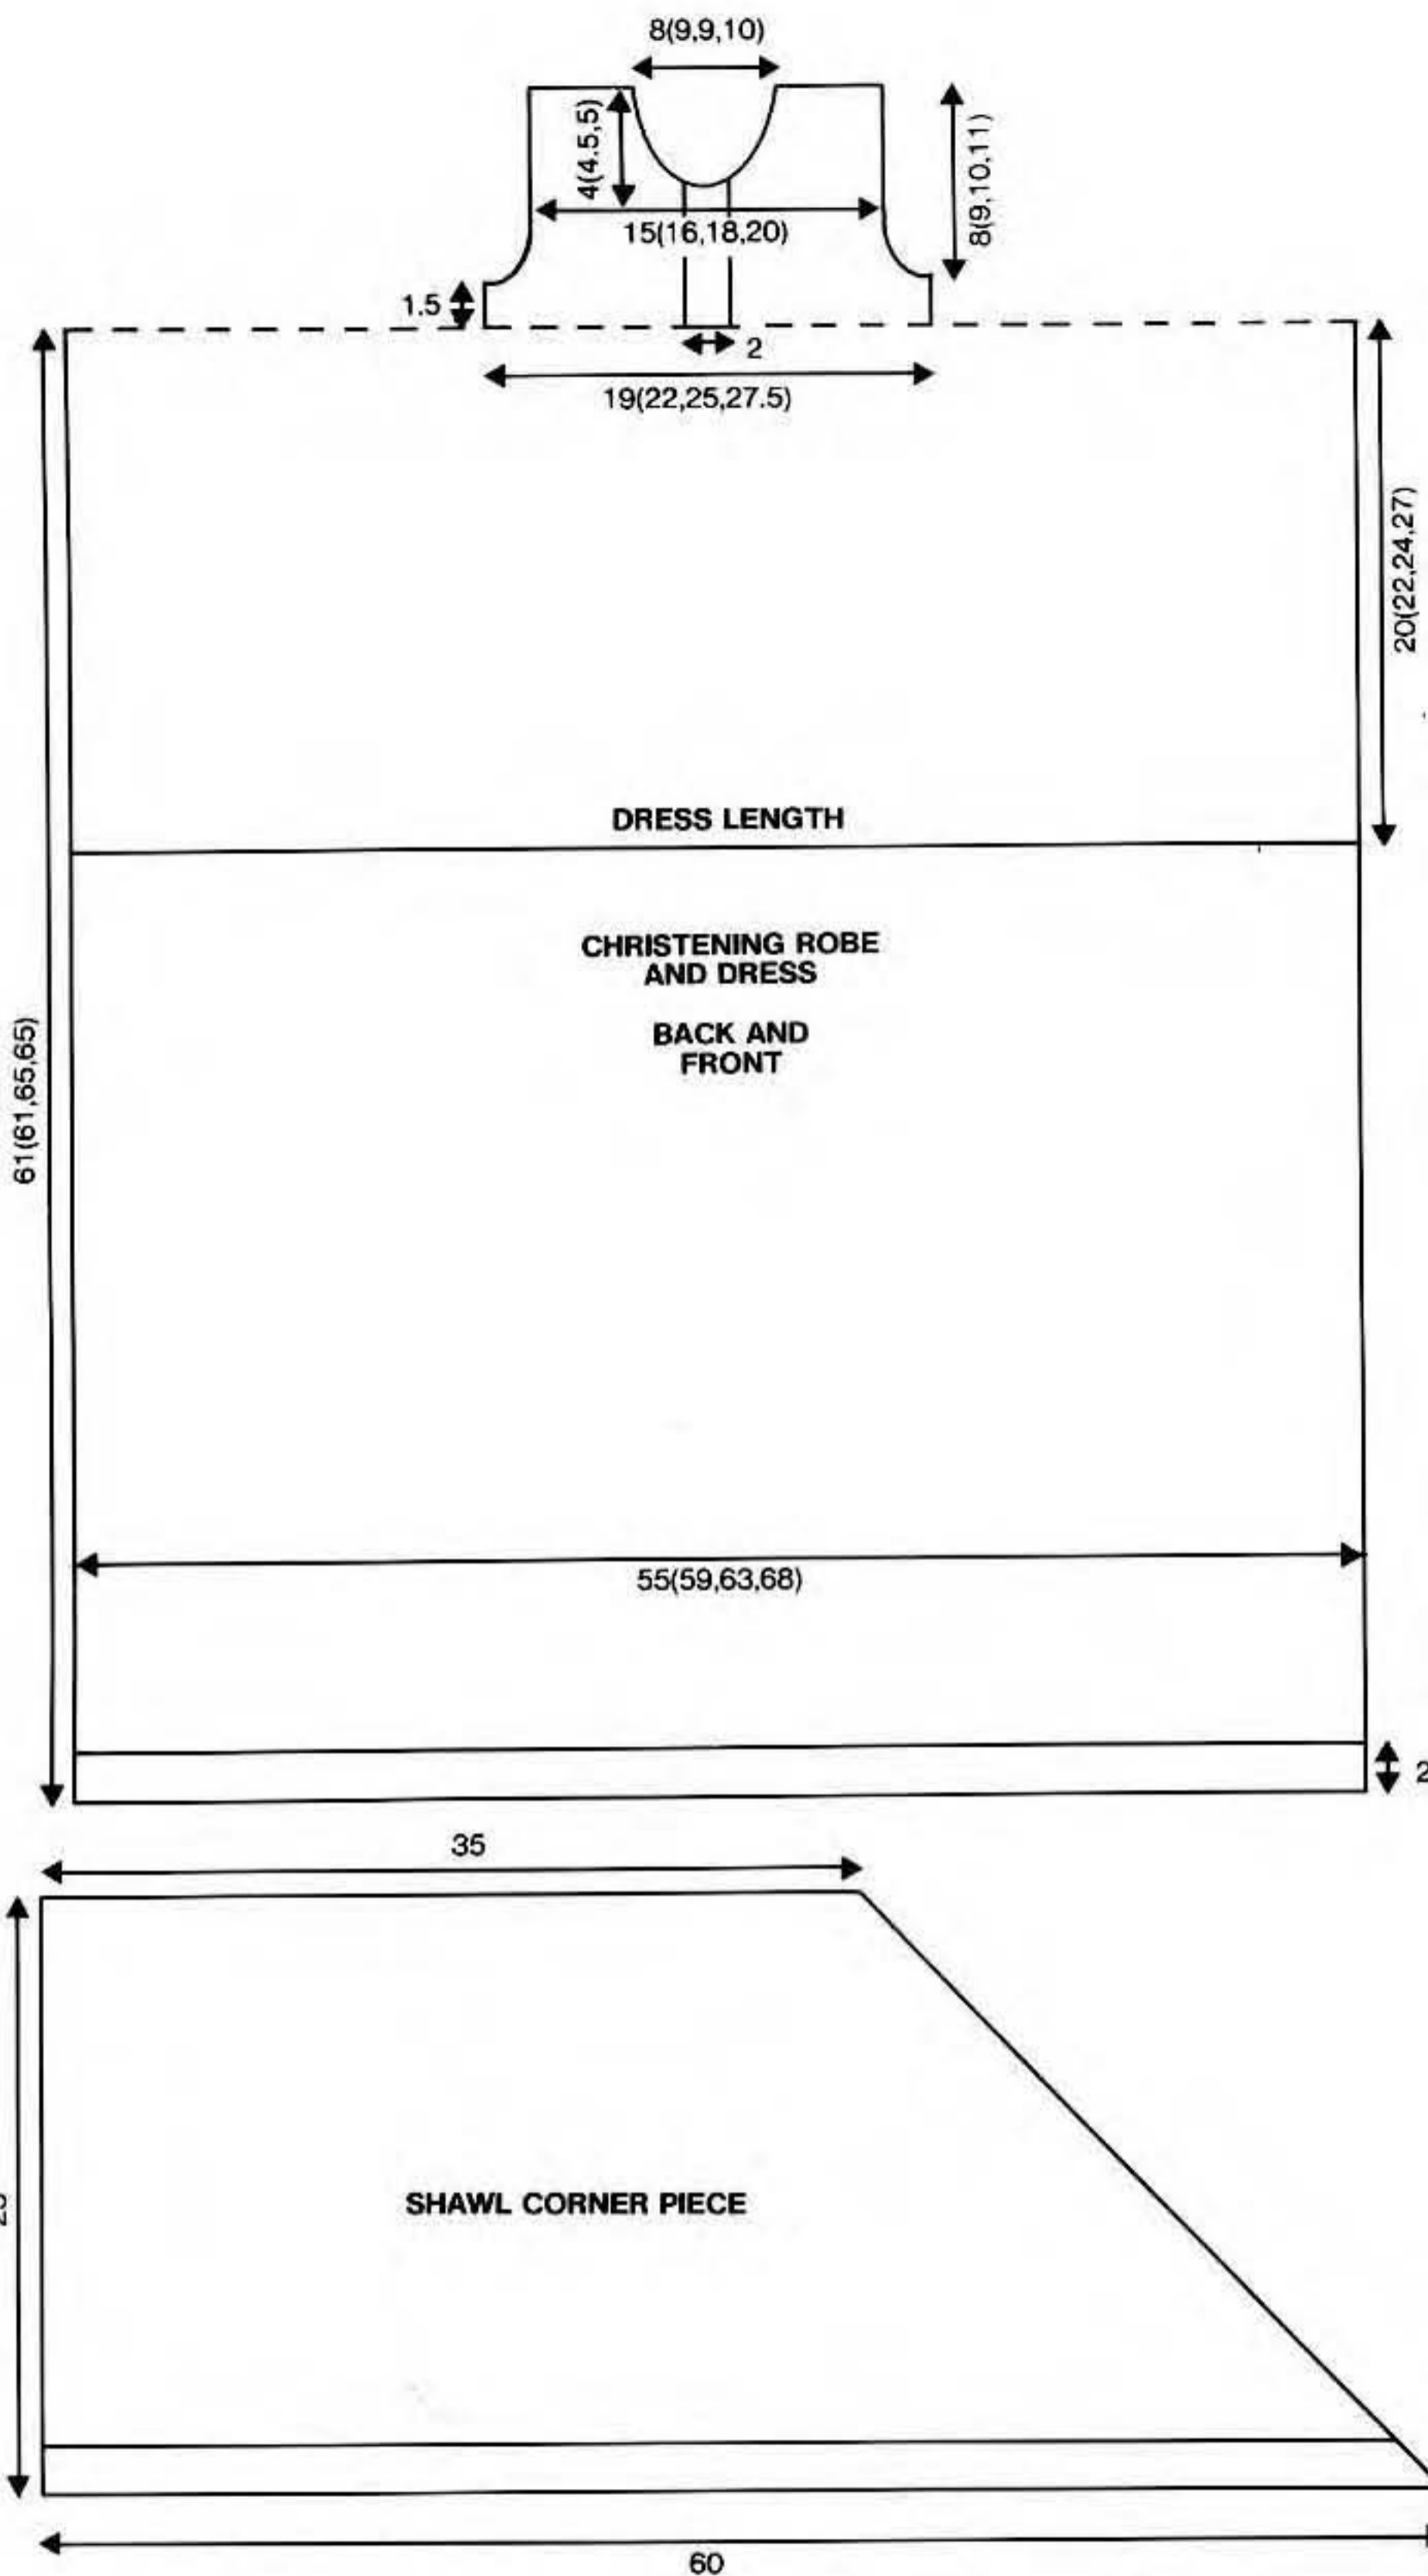 8(9,9,10)
4(4.5,5)
8(9,10,11)
15(16,18,20)
1.5
2
19(22,25,27.5)
20(22,24,27)
DRESS LENGTH
CHRISTENING ROBE
AND DRESS
BACK AND
FRONT
61(61,65,65)
55(59,63,68)
2
35
SHAWL CORNER PIECE
60